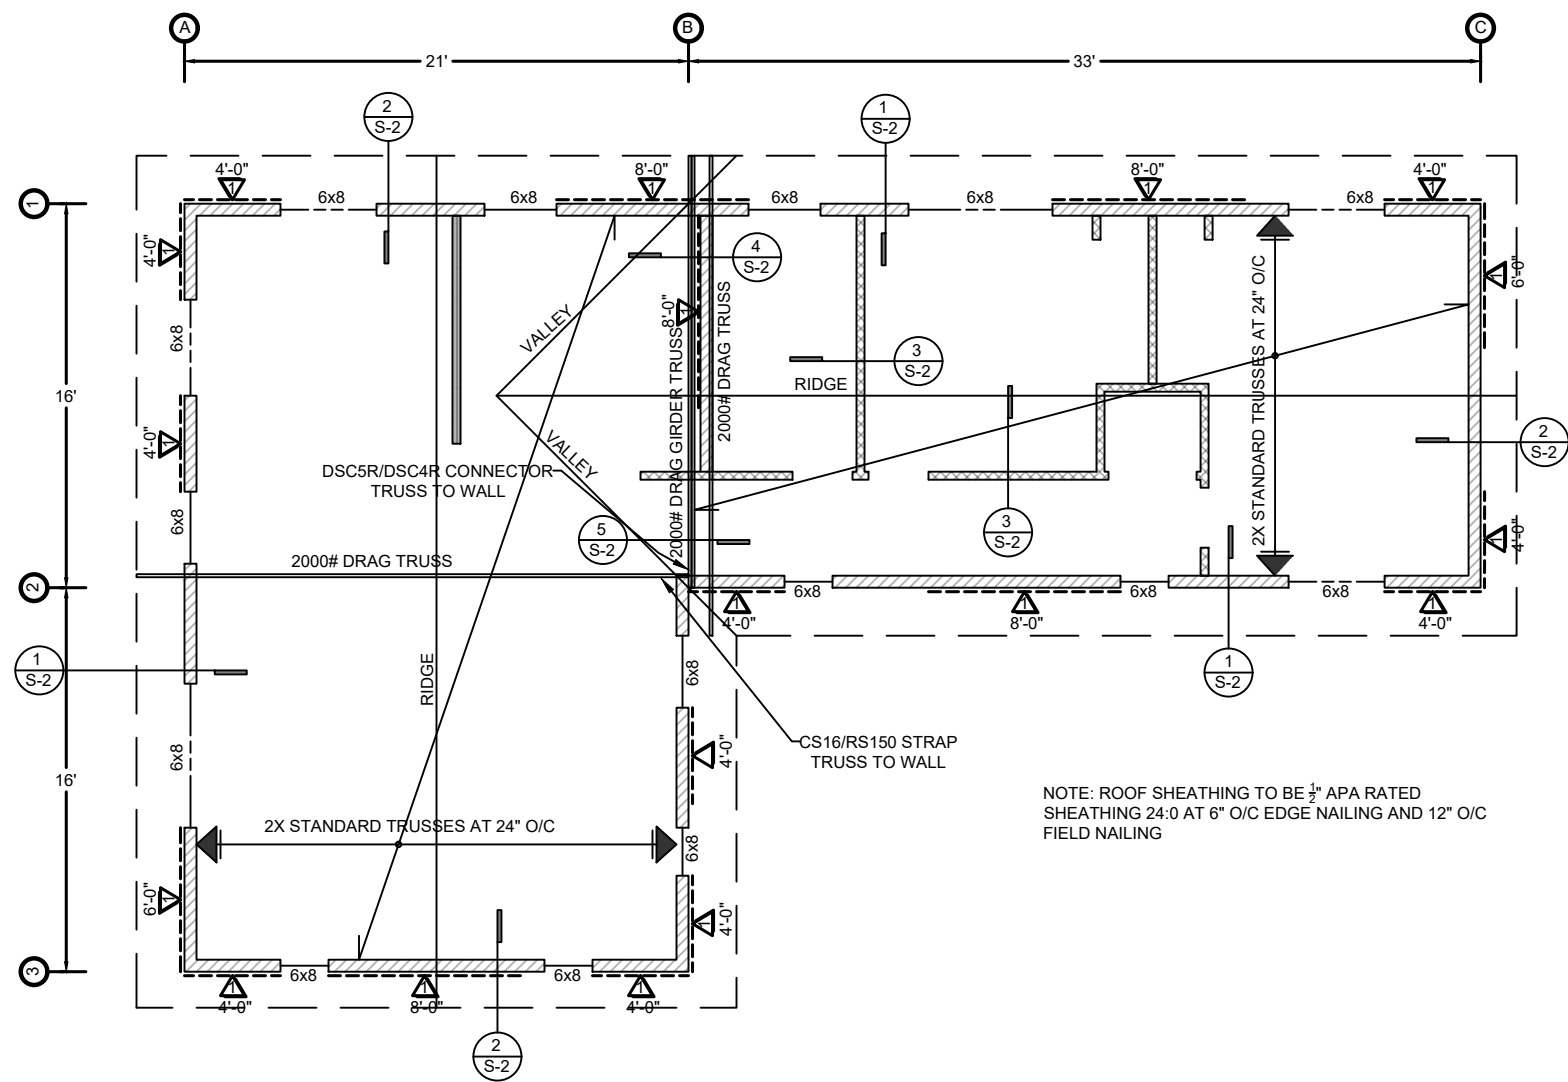 A
B
C
21'
33'
2
S-2
1
S-2
4'-0"
1
8'-0"
1
8'-0"
1
4'-0"
1
1
6x8
6x8
6x8
6x8
6x8
4'-0"
1
4
S-2
6'-0"
1
8'-0"
1
VALLEY
2X STANDARD TRUSSES AT 24" O/C
6x8
2000# DRAG TRUSS
3
S-2
16'
RIDGE
2000# DRAG GIRDER TRUSS
4'-0"
1
VALLEY
2
S-2
DSC5R/DSC4R CONNECTOR
TRUSS TO WALL
6x8
5
S-2
3
S-2
4'-0"
1
2000# DRAG TRUSS
2
6x8
6x8
6x8
1
4'-0"
1
8'-0"
1
4'-0"
1
S-2
RIDGE
6x8
1
S-2
6x8
CS16/RS150 STRAP
TRUSS TO WALL
4'-0"
1
16'
NOTE: ROOF SHEATHING TO BE ½" APA RATED
SHEATHING 24:0 AT 6" O/C EDGE NAILING AND 12" O/C
FIELD NAILING
2X STANDARD TRUSSES AT 24" O/C
6x8
6'-0"
1
4'-0"
1
3
6x8
6x8
1
4'-0"
1
8'-0"
1
4'-0"
2
S-2